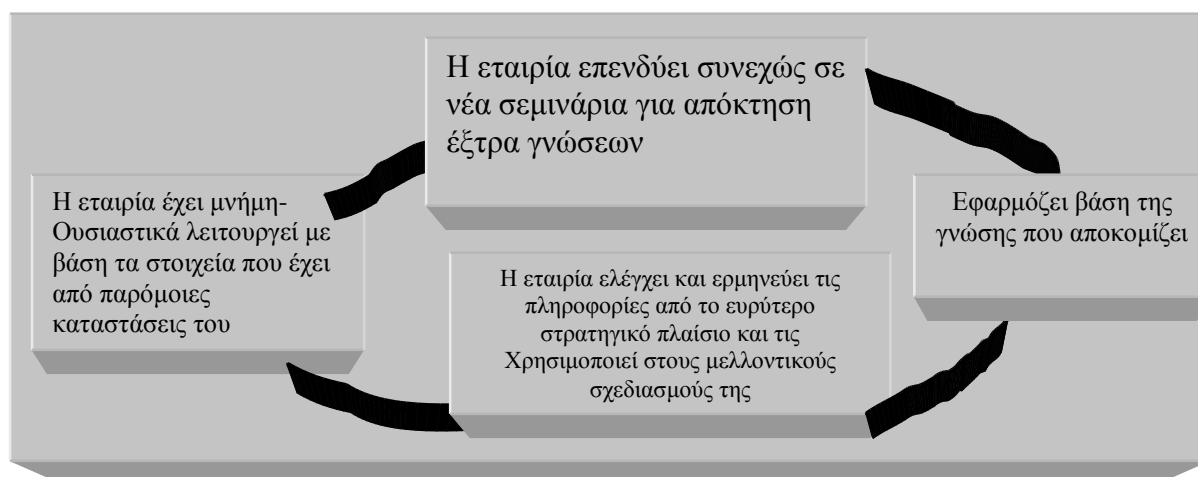 Η εταιρία επενδύει συνεχώς σε
νέα σεμινάρια για απόκτηση
έξτρα γνώσεων
Η εταιρία έχει μνήμη-
Ουσιαστικά λειτουργεί με
βάση τα στοιχεία που έχει
από παρόμοιες
καταστάσεις του
Εφαρμόζει βάση της
γνώσης που αποκομίζει
Η εταιρία ελέγχει και ερμηνεύει τις
πληροφορίες από το ευρύτερο
στρατηγικό πλαίσιο και τις
Χρησιμοποιεί στους μελλοντικούς
σχεδιασμούς της